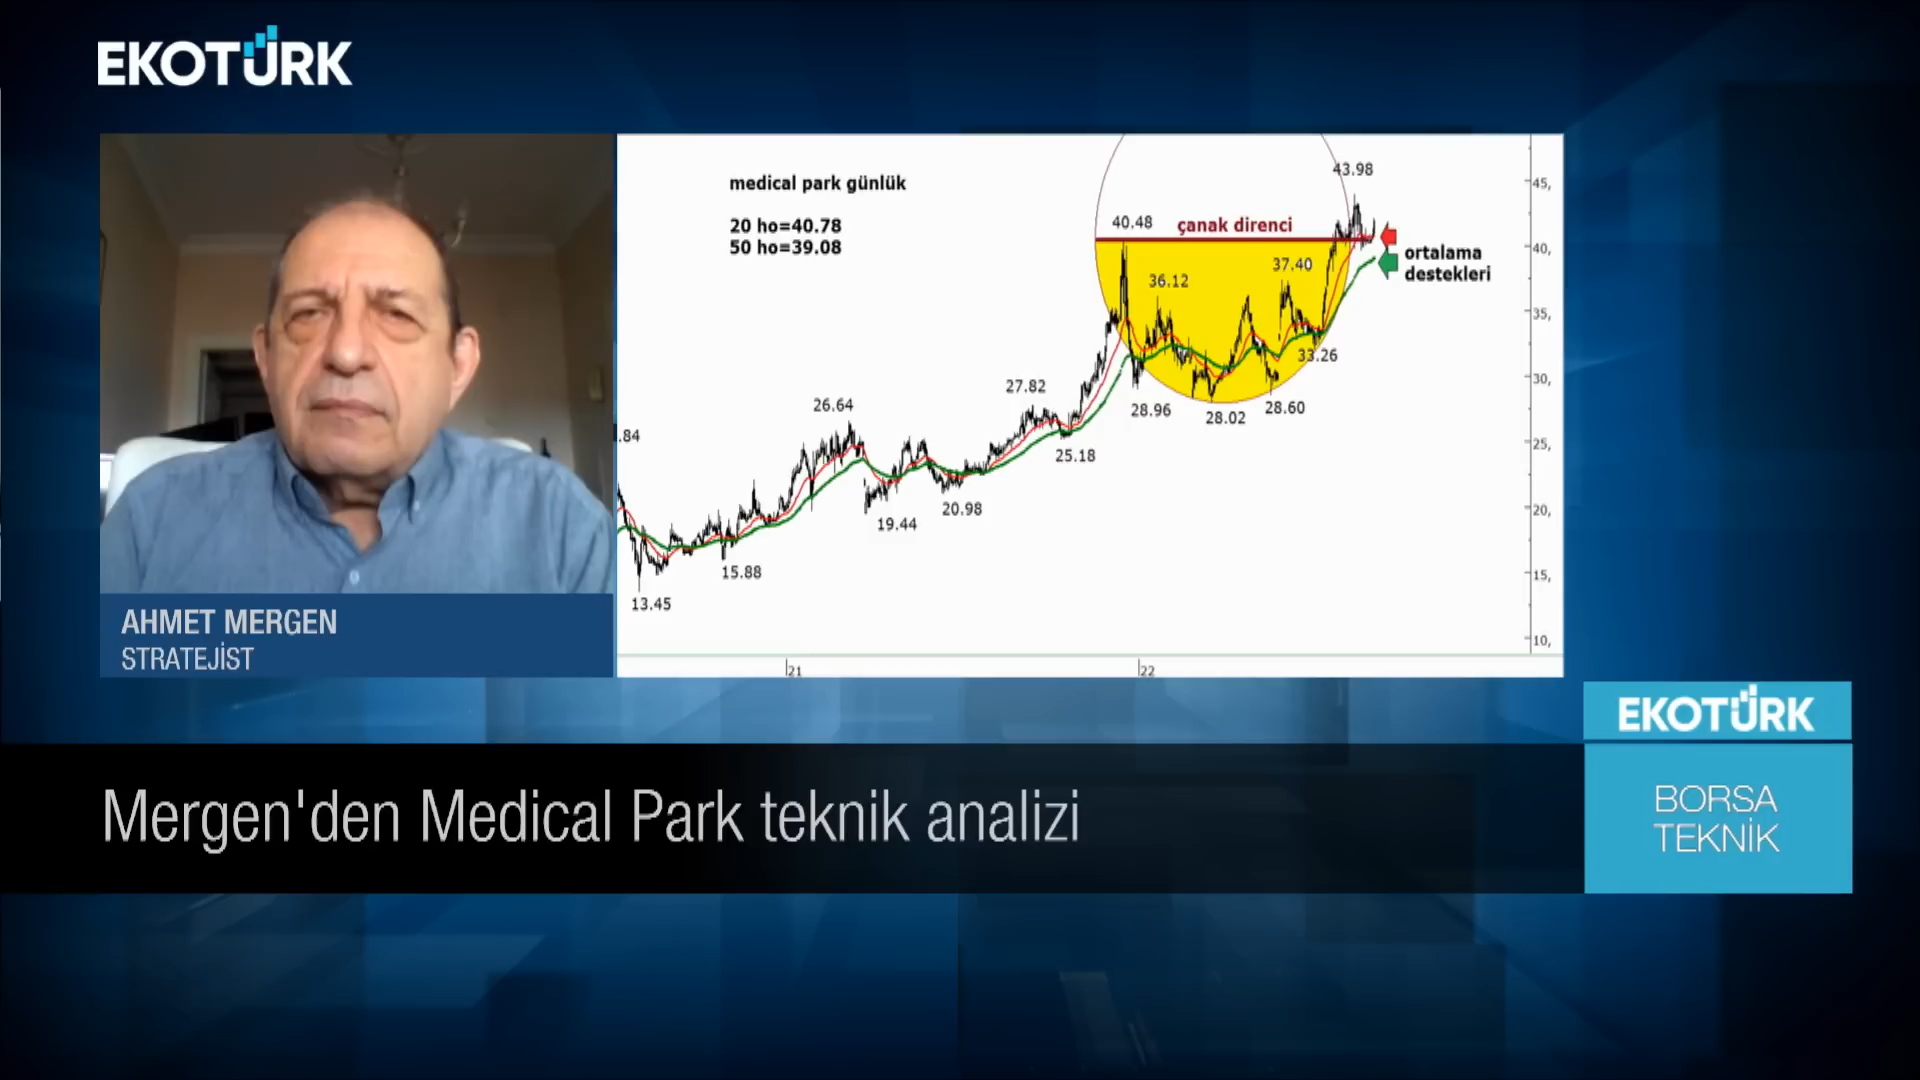 EKOTÜRK
medical park günlük
20 ho=40.78
50 ho=39.08
43.98
40.48
çanak direnci
ortalama
destekleri
37.40
36.12
33.26
28.96
28.02
28.60
27.82
26.64
25.18
.84
20.98
19.44
15.88
13.45
45,
40,
35,
30,
25,
20,
15,
10,
21
22
AHMET MERGEN
STRATEJİST
EKOTÜRK
Mergen'den Medical Park teknik analizi
BORSA
TEKNİK